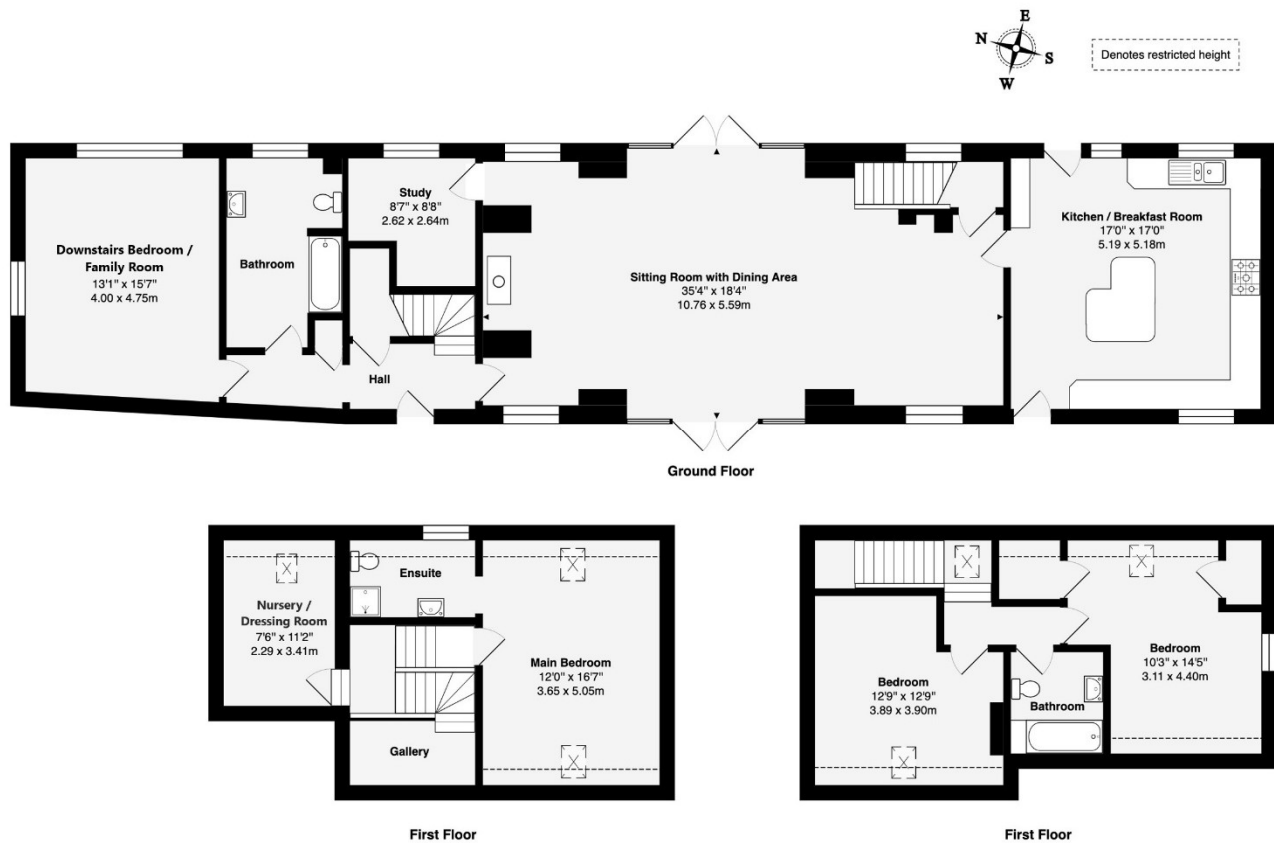 E
N
S
W
Denotes restricted height
Study
8'7" x 8'8"
2.62 x 2.64m
Kitchen / Breakfast Room
17'0" x 17'0"
5.19 x 5.18m
Downstairs Bedroom /
Family Room
13'1" x 15'7"
4.00 x 4.75m
Bathroom
Sitting Room with Dining Area
35'4" x 18'4"
10.76 x 5.59m
Hall
Ground Floor
Ensuite
Nursery /
Dressing Room
7'6" x 11'2"
2.29 x 3.41m
Main Bedroom
12'0" x 16'7"
3.65 x 5.05m
Gallery
First Floor
Bedroom
10'3" x 14'5"
3.11 x 4.40m
Bedroom
12'9" x 12'9"
3.89 x 3.90m
Bathroom
First Floor